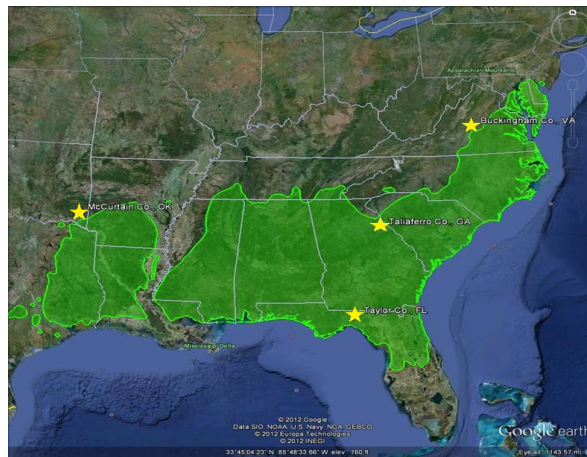 Appalachian Mountains
Buckingham Co., VA
McCurtain Co., OK
Taliaferro Co., GA
Taylor Co., FL
Mississippi Delta
© 2012 Google
Data SIO, NOAA, U.S. Navy, NGA, GEBCO
© 2012 Europa Technologies
© 2012 INEGI
Google earth
33°45'04.23" N 85°48'33.66" W elev 760 ft
Eye alt 1143.57 mi